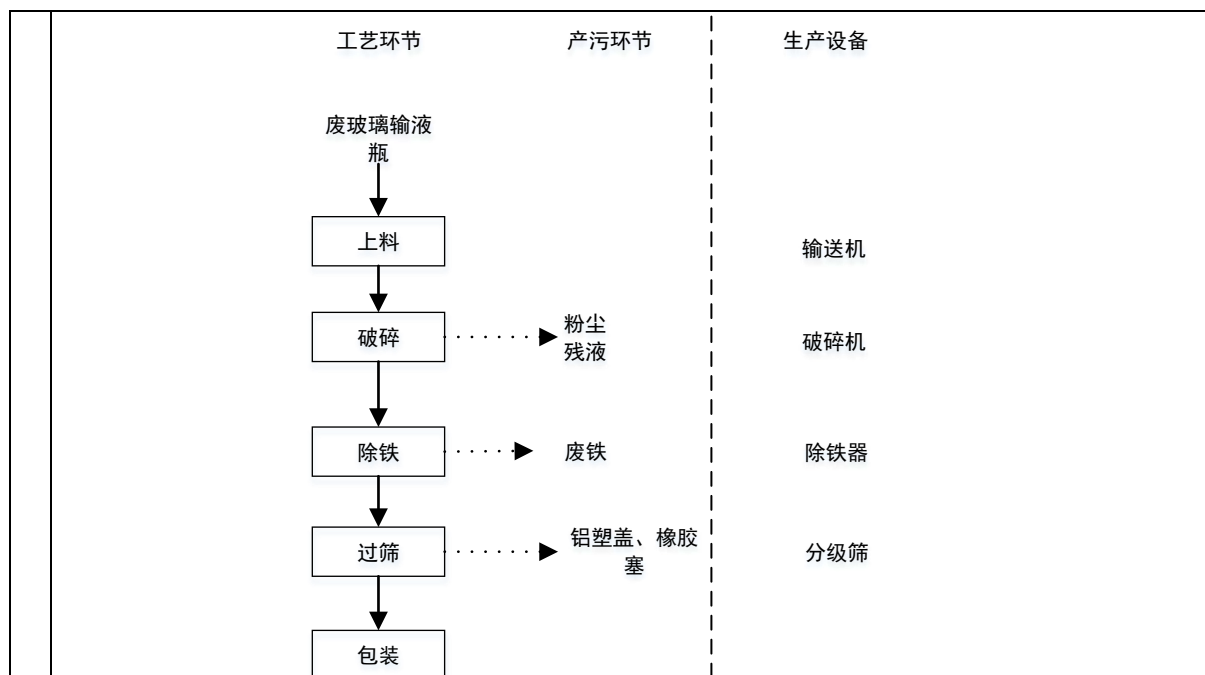 工艺环节 产污环节 生产设备
废玻璃输液
瓶
上料 输送机
破碎 粉尘
残液 破碎机
除铁 废铁 除铁器
过筛 铝塑盖、橡胶
塞 分级筛
包装